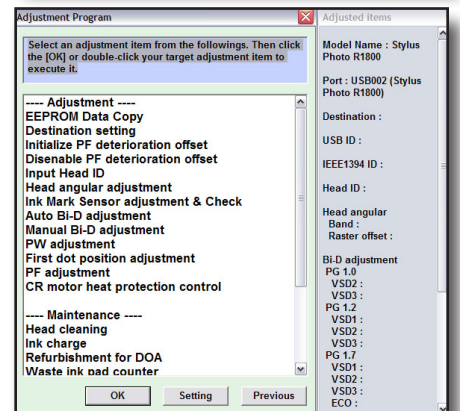 Adjustment Program
Select an adjustment item from the followings. Then click
the [OK] or double-click your target adjustment item to
execute it.
---- Adjustment ----
EEPROM Data Copy
Destination setting
Initialize PF deterioration offset
Disenable PF deterioration offset
Input Head ID
Head angular adjustment
Ink Mark Sensor adjustment & Check
Auto Bi-D adjustment
Manual Bi-D adjustment
PW adjustment
First dot position adjustment
PF adjustment
CR motor heat protection control
---- Maintenance ----
Head cleaning
Ink charge
Refurbishment for DOA
Waste ink pad counter
OK
Setting
Previous
Adjusted items
Model Name : Stylus
Photo R1800
Port : USB002 (Stylus
Photo R1800)
Destination :
USB ID :
IEEE1394 ID :
Head ID :
Head angular
Band :
Raster offset :
Bi-D adjustment
PG 1.0
VSD2 :
VSD3 :
PG 1.2
VSD1 :
VSD2 :
VSD3 :
PG 1.7
VSD1 :
VSD2 :
VSD3 :
ECO :